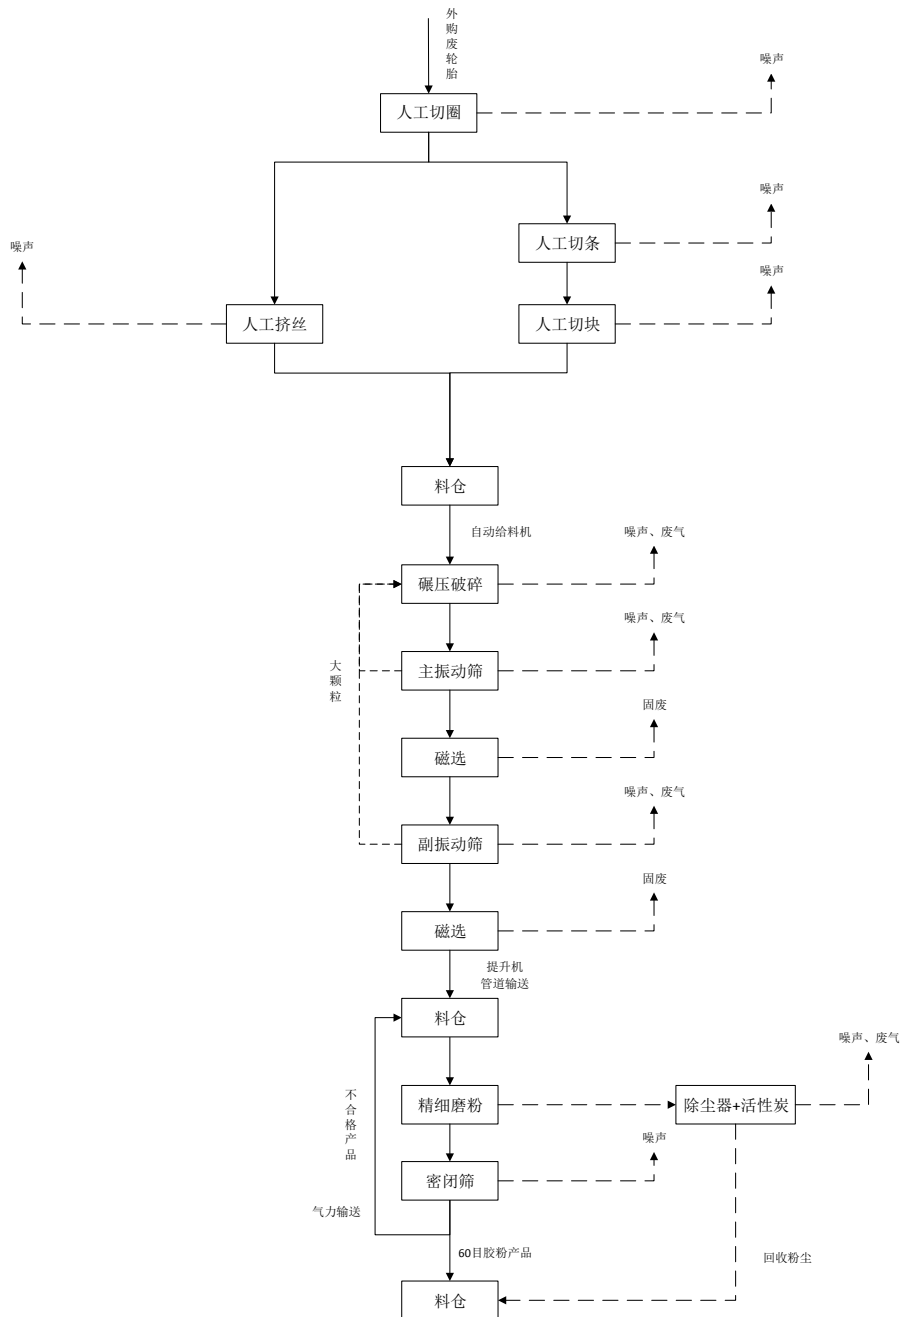 外购废轮胎
噪声
人工切圈
噪声
人工切条
噪声
噪声
人工挤丝
人工切块
料仓
自动给料机
噪声、废气
碾压破碎
噪声、废气
大颗粒
主振动筛
固废
磁选
噪声、废气
副振动筛
固废
磁选
提升机
管道输送
料仓
噪声、废气
不合格产品
精细磨粉
除尘器+活性炭
噪声
密闭筛
气力输送
60目胶粉产品
回收粉尘
料仓